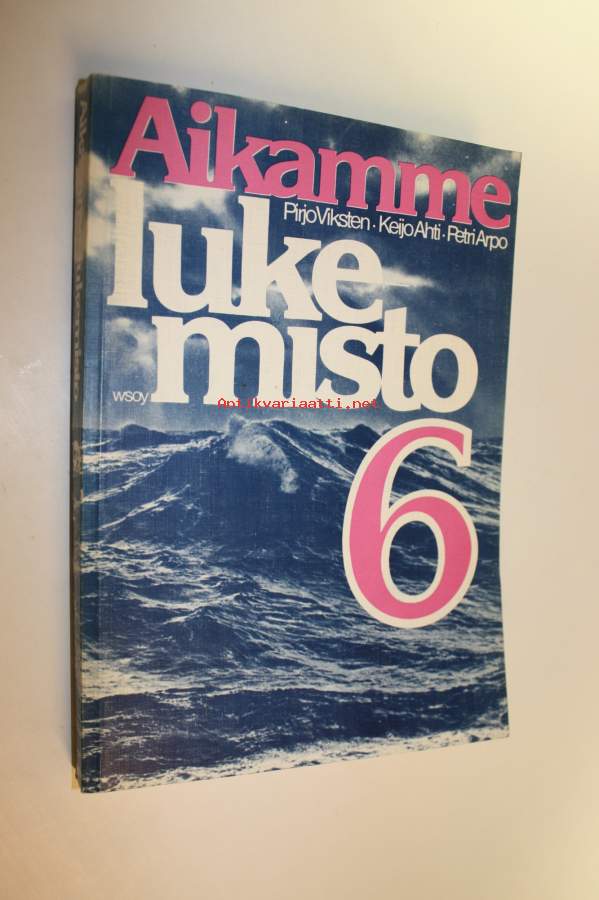 Aikamme
Pirjo Viksten · Keijo Ahti · Petri Arpo
luke
misto
wsoy
Antikvariaatti.net
6